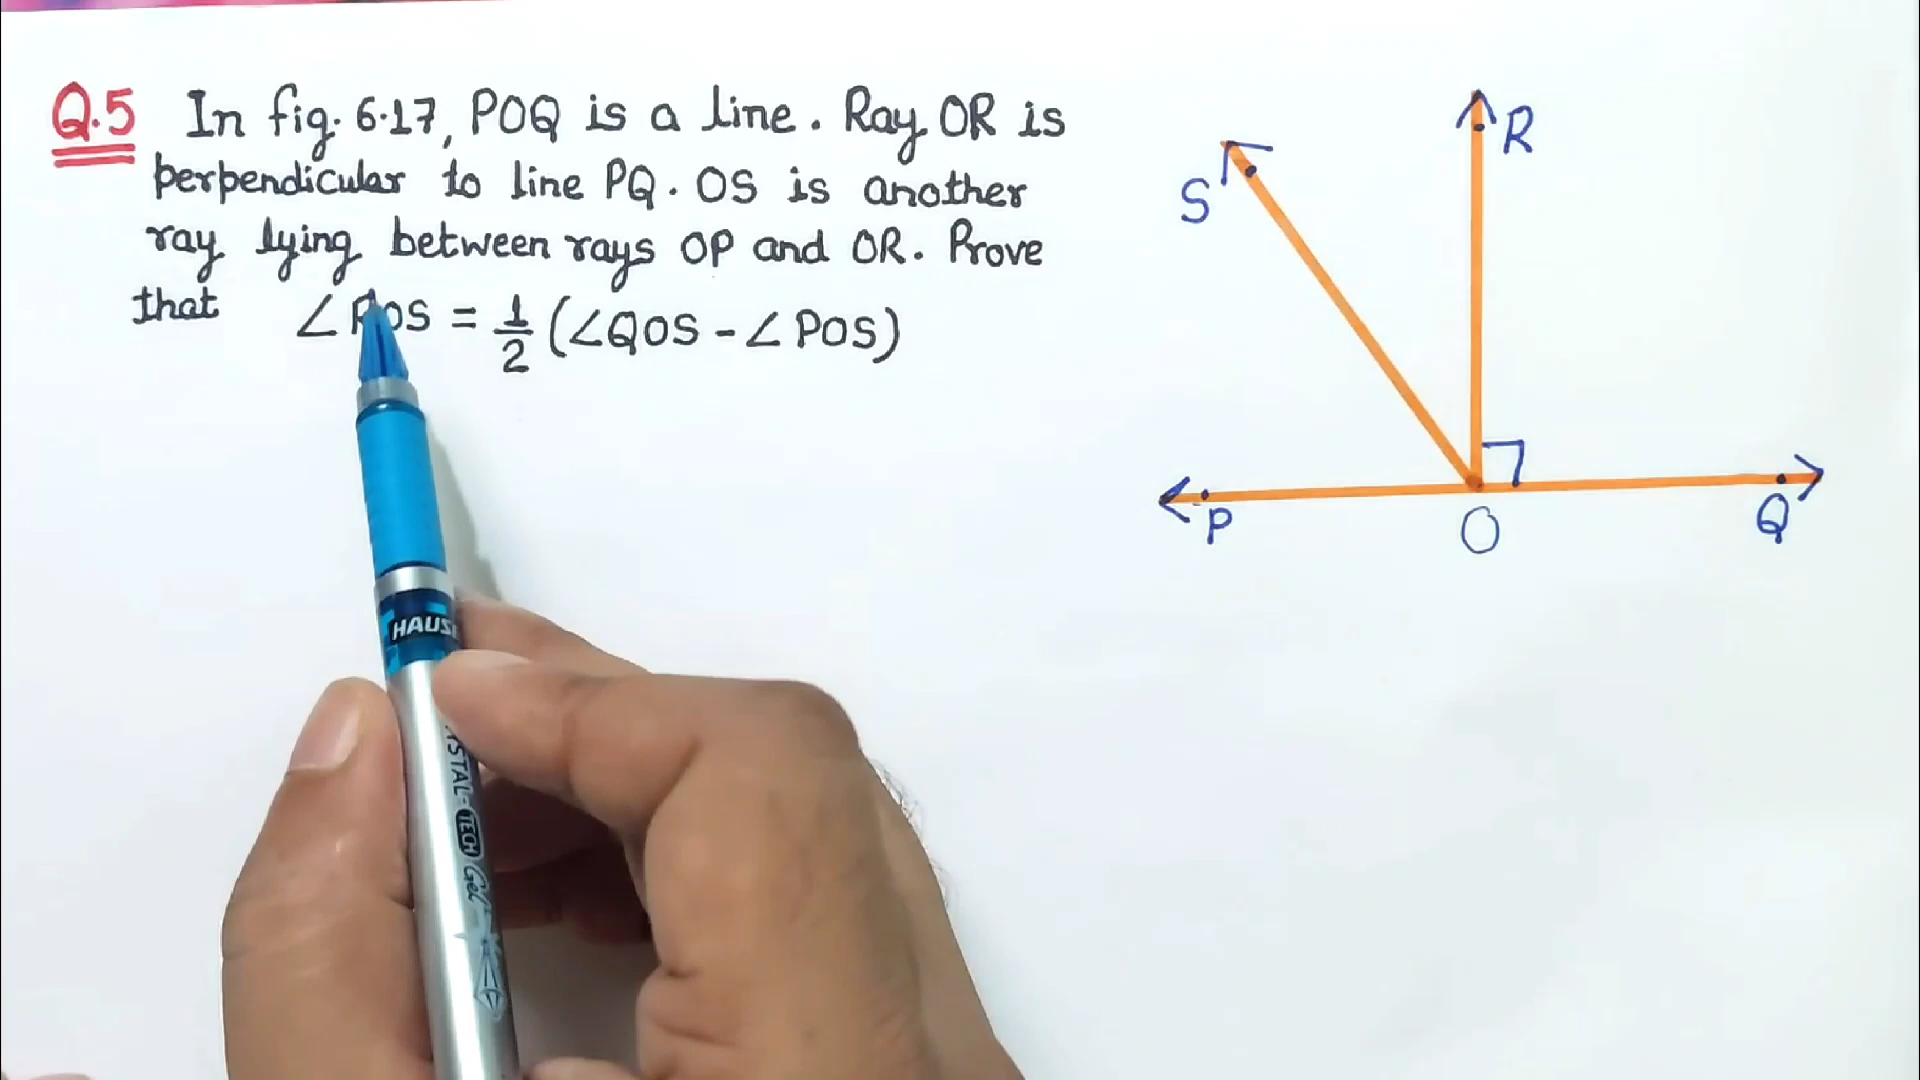 Q.5 In fig. 6.17, POQ is a line. Ray OR is
perpendicular to line PQ. OS is another
ray lying between rays OP and OR. Prove
that ∠ROS = 1/2 (∠QOS - ∠POS)
R
S
P
O
Q
HAUS
TECH Gel